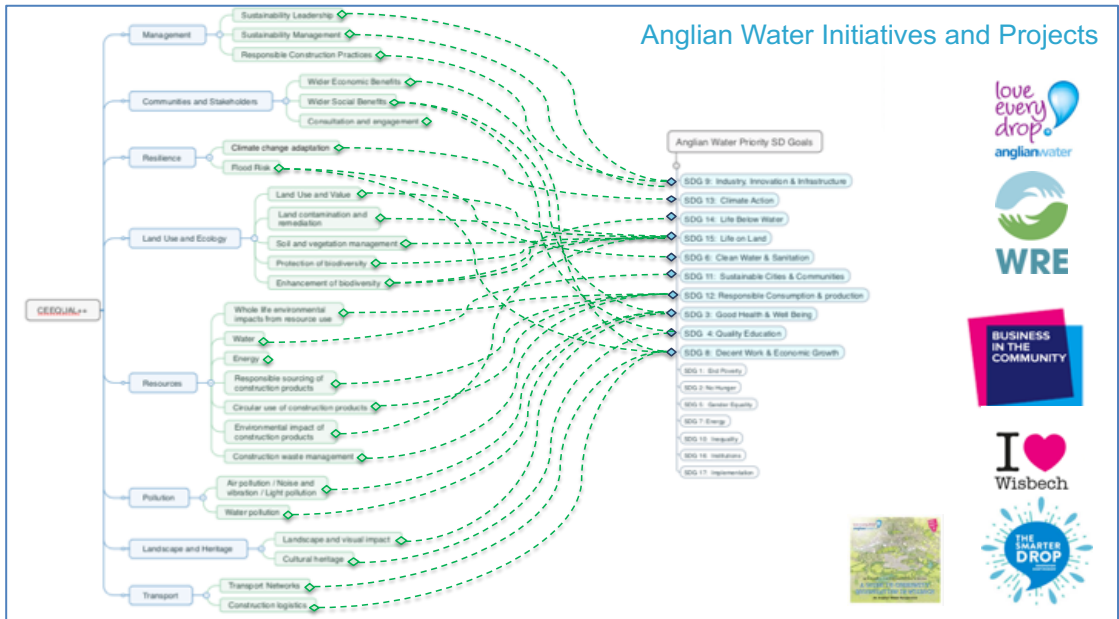 Anglian Water Initiatives and Projects
Management
Sustainability Leadership
Sustainability Management
Responsible Construction Practices
Communities and Stakeholders
Wider Economic Benefits
Wider Social Benefits
Consultation and engagement
Resilience
Climate change adaptation
Flood Risk
Land Use and Ecology
Land Use and Value
Land contamination and
remediation
Soil and vegetation management
Protection of biodiversity
Enhancement of biodiversity
CEEQUAL++
Resources
Whole life environmental
impacts from resource use
Water
Energy
Responsible sourcing of
construction products
Circular use of construction products
Environmental impact of
construction products
Construction waste management
Pollution
Air pollution / Noise and
vibration / Light pollution
Water pollution
Landscape and Heritage
Landscape and visual impact
Cultural heritage
Transport
Transport Networks
Construction logistics
Anglian Water Priority SD Goals
SDG 9: Industry, Innovation & Infrastructure
SDG 13: Climate Action
SDG 14: Life Below Water
SDG 15: Life on Land
SDG 6: Clean Water & Sanitation
SDG 11: Sustainable Cities & Communities
SDG 12: Responsible Consumption & production
SDG 3: Good Health & Well Being
SDG 4: Quality Education
SDG 8: Decent Work & Economic Growth
SDG 1: End Poverty
SDG 2: No Hunger
SDG 5: Gender Equality
SDG 7: Energy
SDG 10: Inequality
SDG 16: Institutions
SDG 17: Implementation
love
every
drop
anglianwater
WRE
BUSINESS
IN THE
COMMUNITY
I
Wisbech
THE
SMARTER
DROP